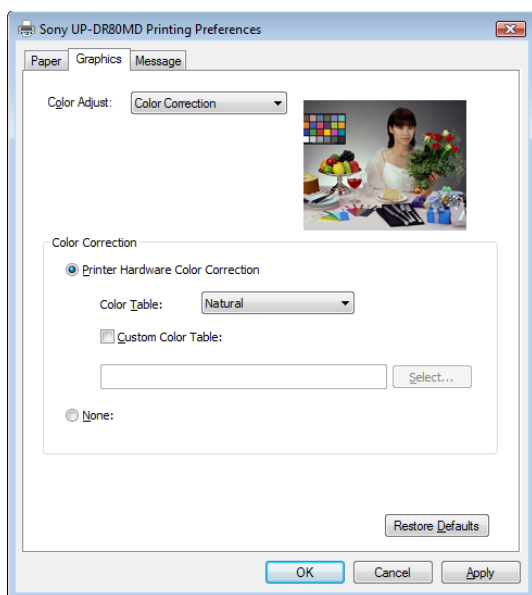 Sony UP-DR80MD Printing Preferences
Paper Graphics Message
Color Adjust: Color Correction
Color Correction
Printer Hardware Color Correction
Color Table: Natural
Custom Color Table:
Select...
None:
Restore Defaults
OK Cancel Apply